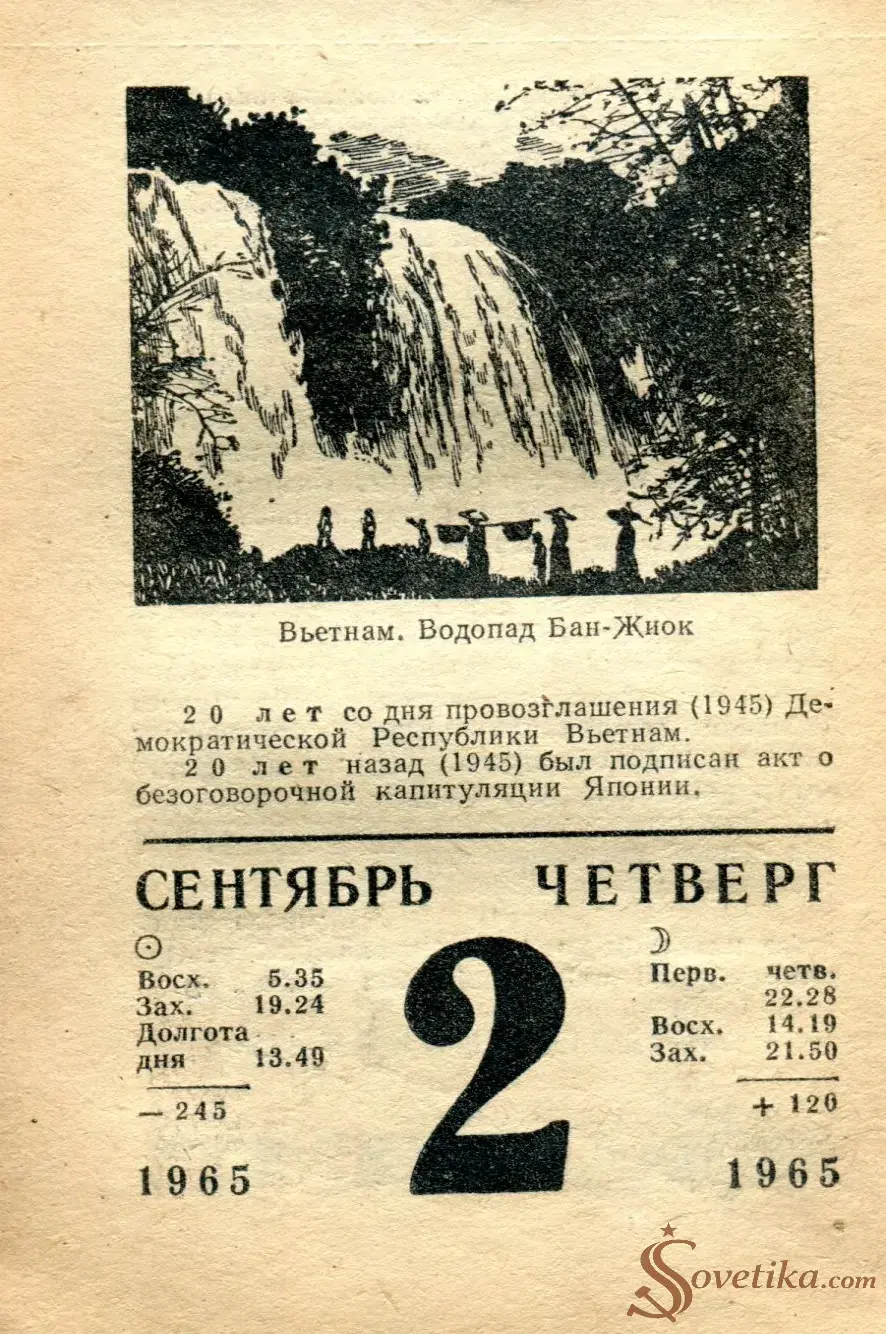 Вьетнам. Водопад Бан-Жиок
20 лет со дня провозглашения (1945) Де-
мократической Республики Вьетнам.
20 лет назад (1945) был подписан акт о
безоговорочной капитуляции Японии.
СЕНТЯБРЬ ЧЕТВЕРГ
2
Восх. 5.35
Зах. 19.24
Долгота
дня 13.49
— 245
1965
Перв. четв.
22.28
Восх. 14.19
Зах. 21.50
+ 120
1965
Sovetika.com